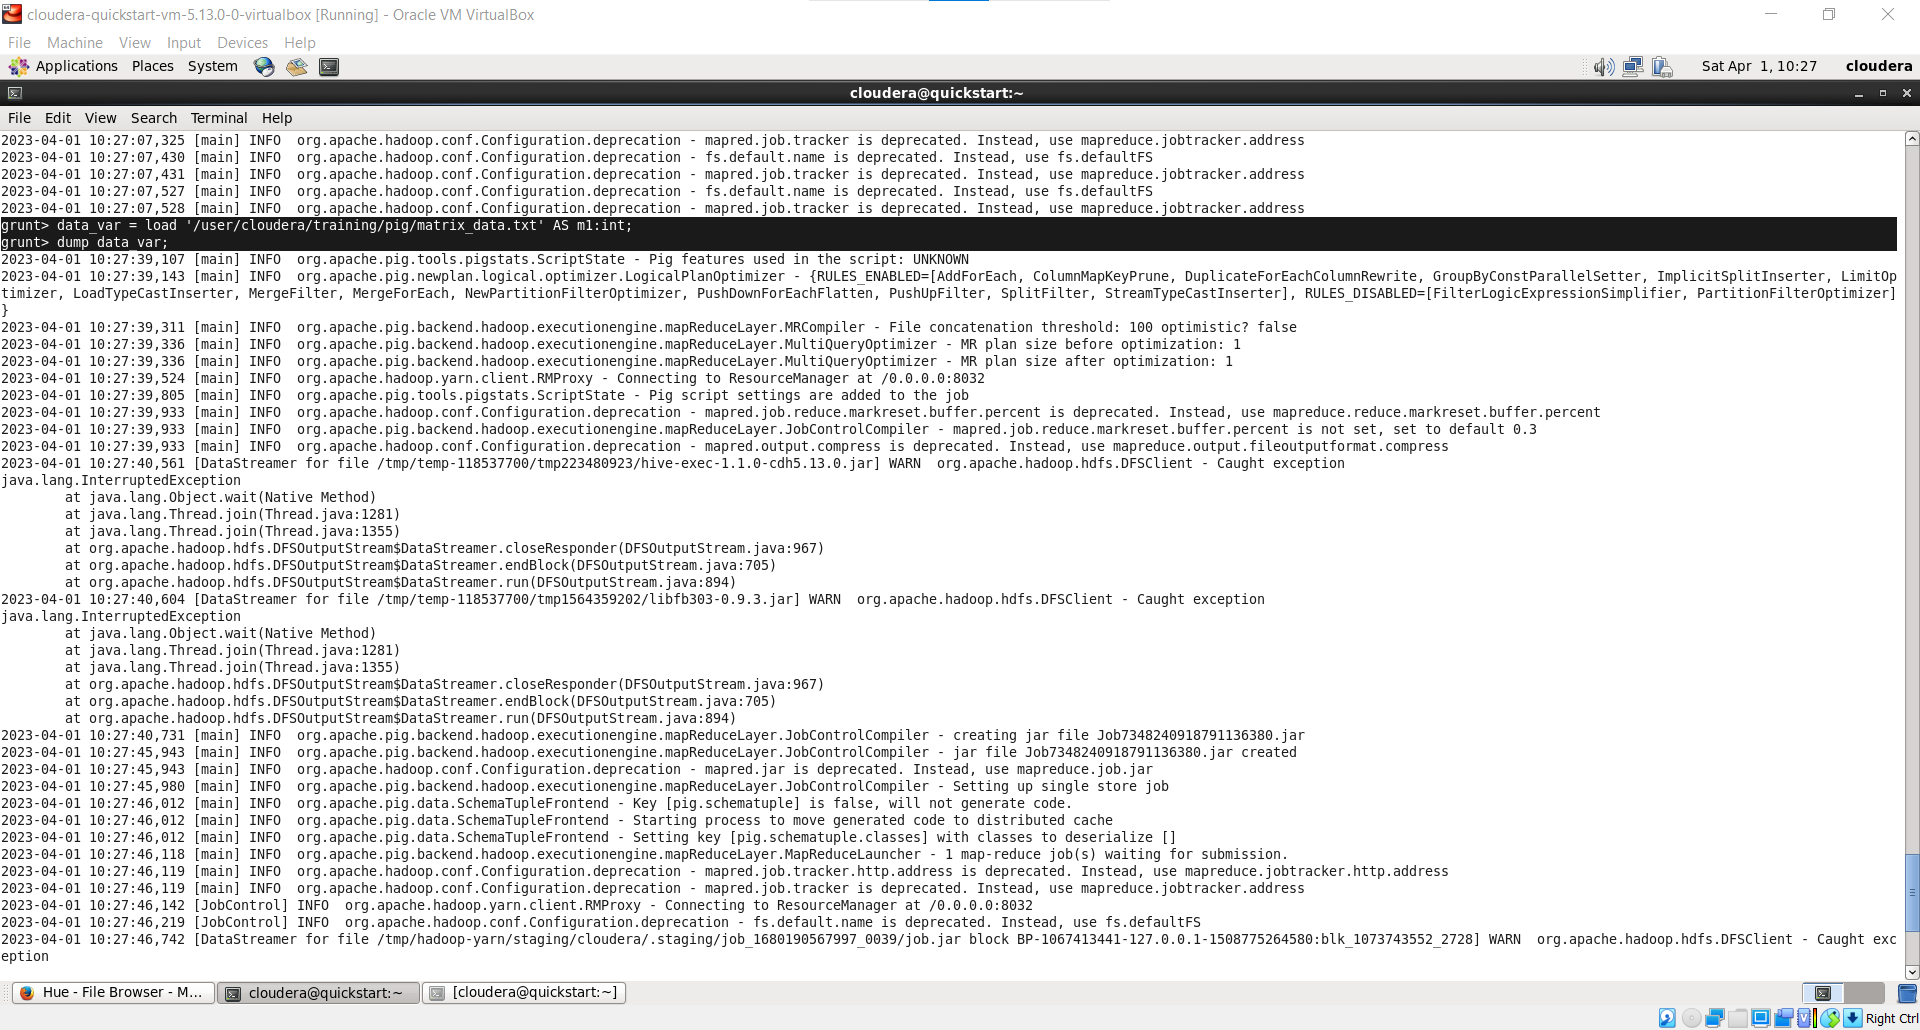 cloudera-quickstart-vm-5.13.0-0-virtualbox [Running] - Oracle VM VirtualBox
File Machine View Input Devices Help
Applications Places System Sat Apr 1, 10:27 cloudera
cloudera@quickstart:~
File Edit View Search Terminal Help
2023-04-01 10:27:07,325 [main] INFO  org.apache.hadoop.conf.Configuration.deprecation - mapred.job.tracker is deprecated. Instead, use mapreduce.jobtracker.address
2023-04-01 10:27:07,430 [main] INFO  org.apache.hadoop.conf.Configuration.deprecation - fs.default.name is deprecated. Instead, use fs.defaultFS
2023-04-01 10:27:07,431 [main] INFO  org.apache.hadoop.conf.Configuration.deprecation - mapred.job.tracker is deprecated. Instead, use mapreduce.jobtracker.address
2023-04-01 10:27:07,527 [main] INFO  org.apache.hadoop.conf.Configuration.deprecation - fs.default.name is deprecated. Instead, use fs.defaultFS
2023-04-01 10:27:07,528 [main] INFO  org.apache.hadoop.conf.Configuration.deprecation - mapred.job.tracker is deprecated. Instead, use mapreduce.jobtracker.address
grunt> data_var = load '/user/cloudera/training/pig/matrix_data.txt' AS m1:int;
grunt> dump data_var;
2023-04-01 10:27:39,107 [main] INFO  org.apache.pig.tools.pigstats.ScriptState - Pig features used in the script: UNKNOWN
2023-04-01 10:27:39,143 [main] INFO  org.apache.pig.newplan.logical.optimizer.LogicalPlanOptimizer - {RULES_ENABLED=[AddForEach, ColumnMapKeyPrune, DuplicateForEachColumnRewrite, GroupByConstParallelSetter, ImplicitSplitInserter, LimitOp
timizer, LoadTypeCastInserter, MergeFilter, MergeForEach, NewPartitionFilterOptimizer, PushDownForEachFlatten, PushUpFilter, SplitFilter, StreamTypeCastInserter], RULES_DISABLED=[FilterLogicExpressionSimplifier, PartitionFilterOptimizer]
}
2023-04-01 10:27:39,311 [main] INFO  org.apache.pig.backend.hadoop.executionengine.mapReduceLayer.MRCompiler - File concatenation threshold: 100 optimistic? false
2023-04-01 10:27:39,336 [main] INFO  org.apache.pig.backend.hadoop.executionengine.mapReduceLayer.MultiQueryOptimizer - MR plan size before optimization: 1
2023-04-01 10:27:39,336 [main] INFO  org.apache.pig.backend.hadoop.executionengine.mapReduceLayer.MultiQueryOptimizer - MR plan size after optimization: 1
2023-04-01 10:27:39,524 [main] INFO  org.apache.hadoop.yarn.client.RMProxy - Connecting to ResourceManager at /0.0.0.0:8032
2023-04-01 10:27:39,805 [main] INFO  org.apache.pig.tools.pigstats.ScriptState - Pig script settings are added to the job
2023-04-01 10:27:39,933 [main] INFO  org.apache.hadoop.conf.Configuration.deprecation - mapred.job.reduce.markreset.buffer.percent is deprecated. Instead, use mapreduce.reduce.markreset.buffer.percent
2023-04-01 10:27:39,933 [main] INFO  org.apache.pig.backend.hadoop.executionengine.mapReduceLayer.JobControlCompiler - mapred.job.reduce.markreset.buffer.percent is not set, set to default 0.3
2023-04-01 10:27:39,933 [main] INFO  org.apache.hadoop.conf.Configuration.deprecation - mapred.output.compress is deprecated. Instead, use mapreduce.output.fileoutputformat.compress
2023-04-01 10:27:40,561 [DataStreamer for file /tmp/temp-118537700/tmp223480923/hive-exec-1.1.0-cdh5.13.0.jar] WARN  org.apache.hadoop.hdfs.DFSClient - Caught exception
java.lang.InterruptedException
at java.lang.Object.wait(Native Method)
at java.lang.Thread.join(Thread.java:1281)
at java.lang.Thread.join(Thread.java:1355)
at org.apache.hadoop.hdfs.DFSOutputStream$DataStreamer.closeResponder(DFSOutputStream.java:967)
at org.apache.hadoop.hdfs.DFSOutputStream$DataStreamer.endBlock(DFSOutputStream.java:705)
at org.apache.hadoop.hdfs.DFSOutputStream$DataStreamer.run(DFSOutputStream.java:894)
2023-04-01 10:27:40,604 [DataStreamer for file /tmp/temp-118537700/tmp1564359202/libfb303-0.9.3.jar] WARN  org.apache.hadoop.hdfs.DFSClient - Caught exception
java.lang.InterruptedException
at java.lang.Object.wait(Native Method)
at java.lang.Thread.join(Thread.java:1281)
at java.lang.Thread.join(Thread.java:1355)
at org.apache.hadoop.hdfs.DFSOutputStream$DataStreamer.closeResponder(DFSOutputStream.java:967)
at org.apache.hadoop.hdfs.DFSOutputStream$DataStreamer.endBlock(DFSOutputStream.java:705)
at org.apache.hadoop.hdfs.DFSOutputStream$DataStreamer.run(DFSOutputStream.java:894)
2023-04-01 10:27:40,731 [main] INFO  org.apache.pig.backend.hadoop.executionengine.mapReduceLayer.JobControlCompiler - creating jar file Job7348240918791136380.jar
2023-04-01 10:27:45,943 [main] INFO  org.apache.pig.backend.hadoop.executionengine.mapReduceLayer.JobControlCompiler - jar file Job7348240918791136380.jar created
2023-04-01 10:27:45,943 [main] INFO  org.apache.hadoop.conf.Configuration.deprecation - mapred.jar is deprecated. Instead, use mapreduce.job.jar
2023-04-01 10:27:45,980 [main] INFO  org.apache.pig.backend.hadoop.executionengine.mapReduceLayer.JobControlCompiler - Setting up single store job
2023-04-01 10:27:46,012 [main] INFO  org.apache.pig.data.SchemaTupleFrontend - Key [pig.schematuple] is false, will not generate code.
2023-04-01 10:27:46,012 [main] INFO  org.apache.pig.data.SchemaTupleFrontend - Starting process to move generated code to distributed cache
2023-04-01 10:27:46,012 [main] INFO  org.apache.pig.data.SchemaTupleFrontend - Setting key [pig.schematuple.classes] with classes to deserialize []
2023-04-01 10:27:46,118 [main] INFO  org.apache.pig.backend.hadoop.executionengine.mapReduceLayer.MapReduceLauncher - 1 map-reduce job(s) waiting for submission.
2023-04-01 10:27:46,119 [main] INFO  org.apache.hadoop.conf.Configuration.deprecation - mapred.job.tracker.http.address is deprecated. Instead, use mapreduce.jobtracker.http.address
2023-04-01 10:27:46,119 [main] INFO  org.apache.hadoop.conf.Configuration.deprecation - mapred.job.tracker is deprecated. Instead, use mapreduce.jobtracker.address
2023-04-01 10:27:46,142 [JobControl] INFO  org.apache.hadoop.yarn.client.RMProxy - Connecting to ResourceManager at /0.0.0.0:8032
2023-04-01 10:27:46,219 [JobControl] INFO  org.apache.hadoop.conf.Configuration.deprecation - fs.default.name is deprecated. Instead, use fs.defaultFS
2023-04-01 10:27:46,742 [DataStreamer for file /tmp/hadoop-yarn/staging/cloudera/.staging/job_1680190567997_0039/job.jar block BP-1067413441-127.0.0.1-1508775264580:blk_1073743552_2728] WARN  org.apache.hadoop.hdfs.DFSClient - Caught exc
eption
Hue - File Browser - M... cloudera@quickstart:~ [cloudera@quickstart:~]
Right Ctrl